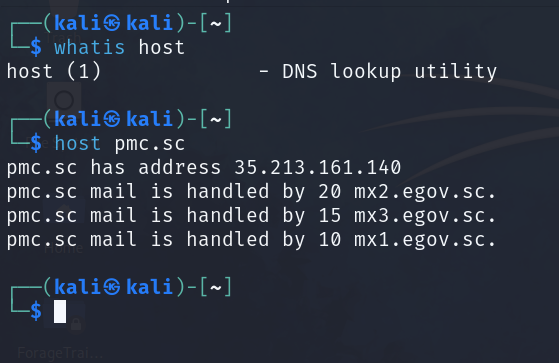 ┌──(kali㉿kali)-[~]
└─$ whatis host
host (1)             - DNS lookup utility
┌──(kali㉿kali)-[~]
└─$ host pmc.sc
pmc.sc has address 35.213.161.140
pmc.sc mail is handled by 20 mx2.egov.sc.
pmc.sc mail is handled by 15 mx3.egov.sc.
pmc.sc mail is handled by 10 mx1.egov.sc.
┌──(kali㉿kali)-[~]
└─$
ForageTrai...